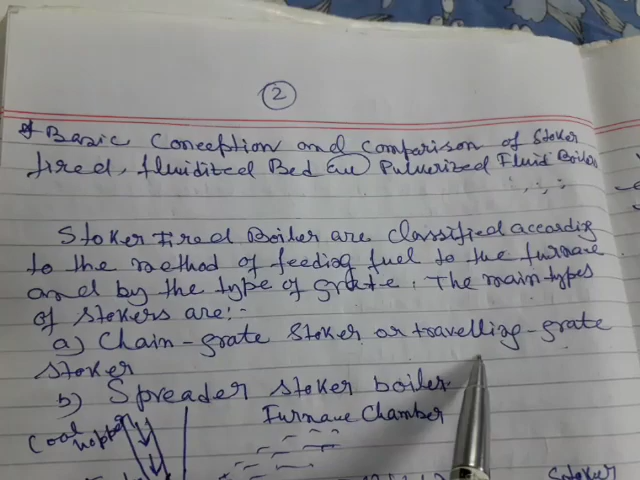 2
Basic Conception and Comparison of Stoker
fired, fluiditzed Bed Pulverized Fluid Boiler
Stoker fired Boiler are Classified according
to the method of feeding fuel to the furnace
and by the type of grate. The main types
of stokers are:-
a) Chain-grate Stoker or travelling-grate
Stoker
b) Spreader stoker boiler
Furnace Chamber
Coal hopper
Stoker